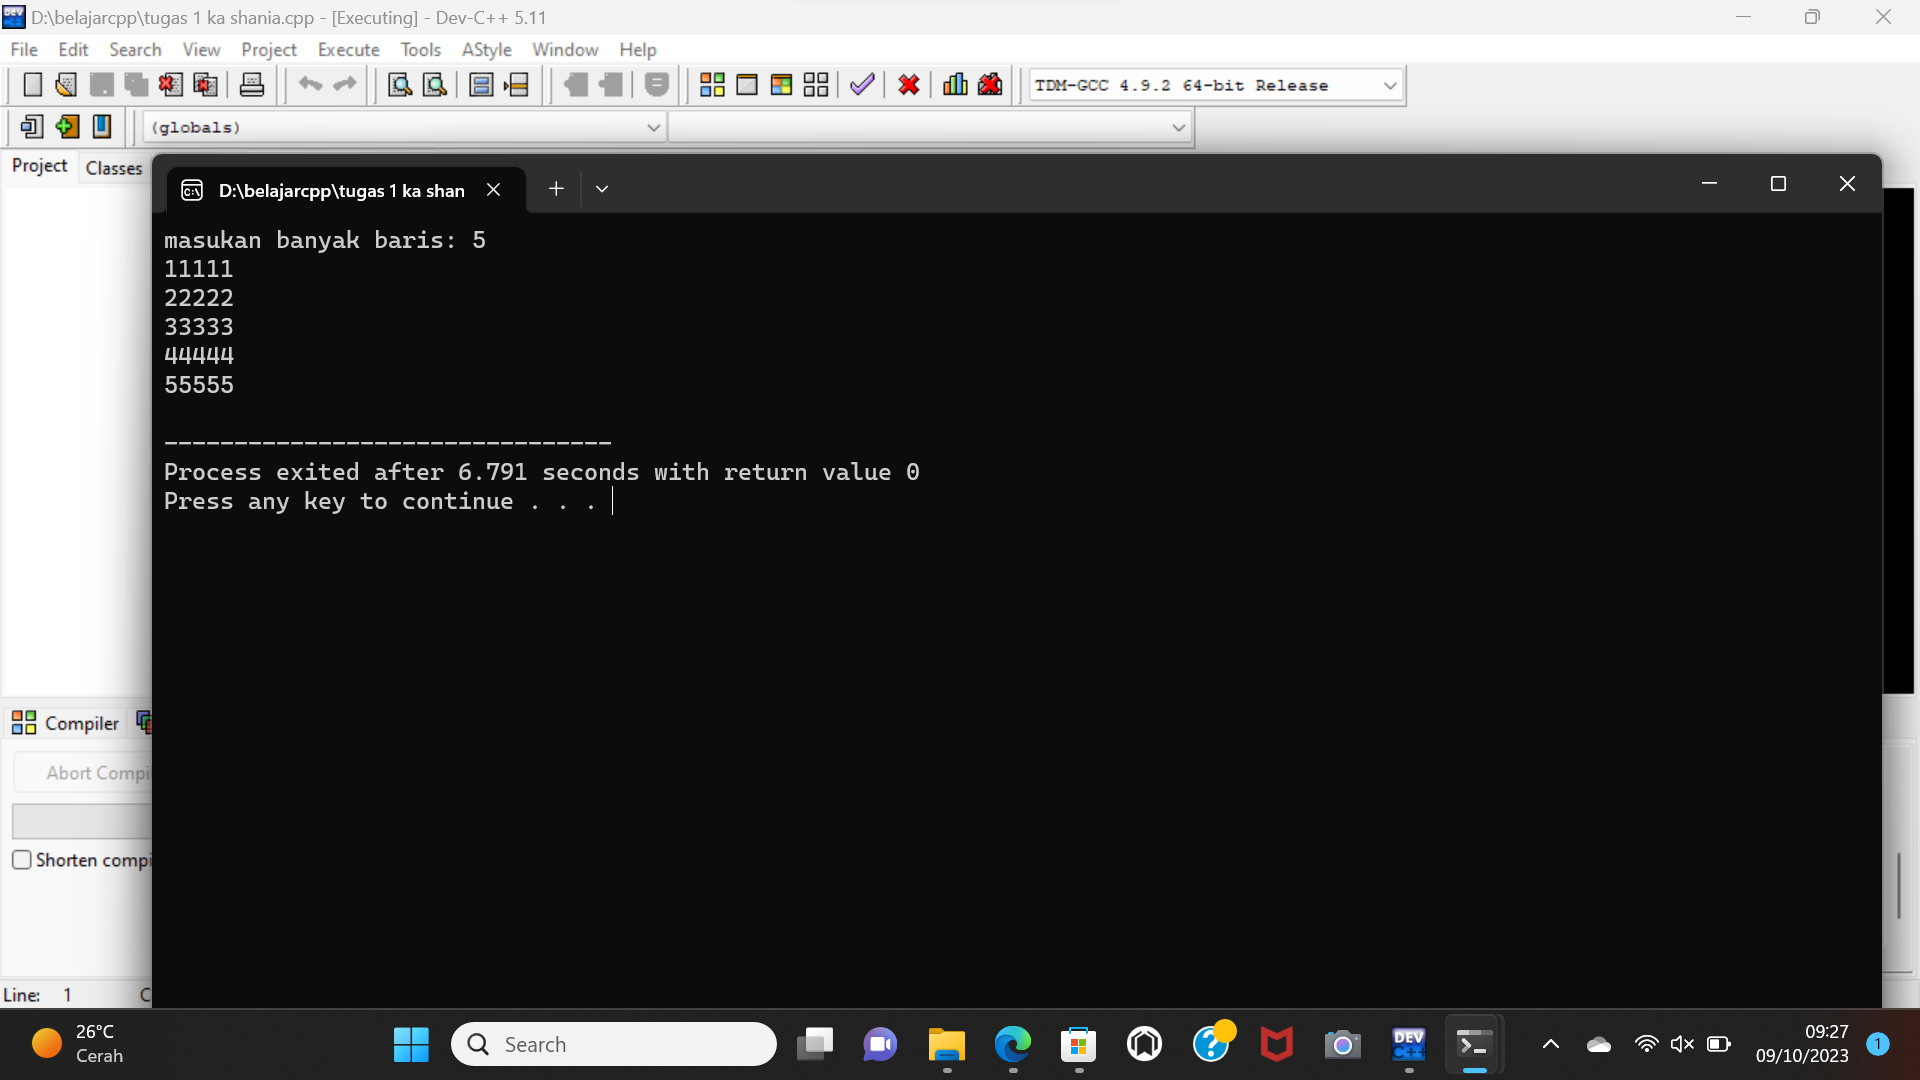 D:\belajarcpp\tugas 1 ka shania.cpp - [Executing] - Dev-C++ 5.11
File Edit Search View Project Execute Tools AStyle Window Help
TDM-GCC 4.9.2 64-bit Release
(globals)
Project Classes
D:\belajarcpp\tugas 1 ka shan
masukan banyak baris: 5
11111
22222
33333
44444
55555
--------------------------------
Process exited after 6.791 seconds with return value 0
Press any key to continue . . .
Compiler
Abort Compi
Shorten compi
Line: 1 C
26°C
Cerah
Search
DEV
C++
09:27
09/10/2023
1